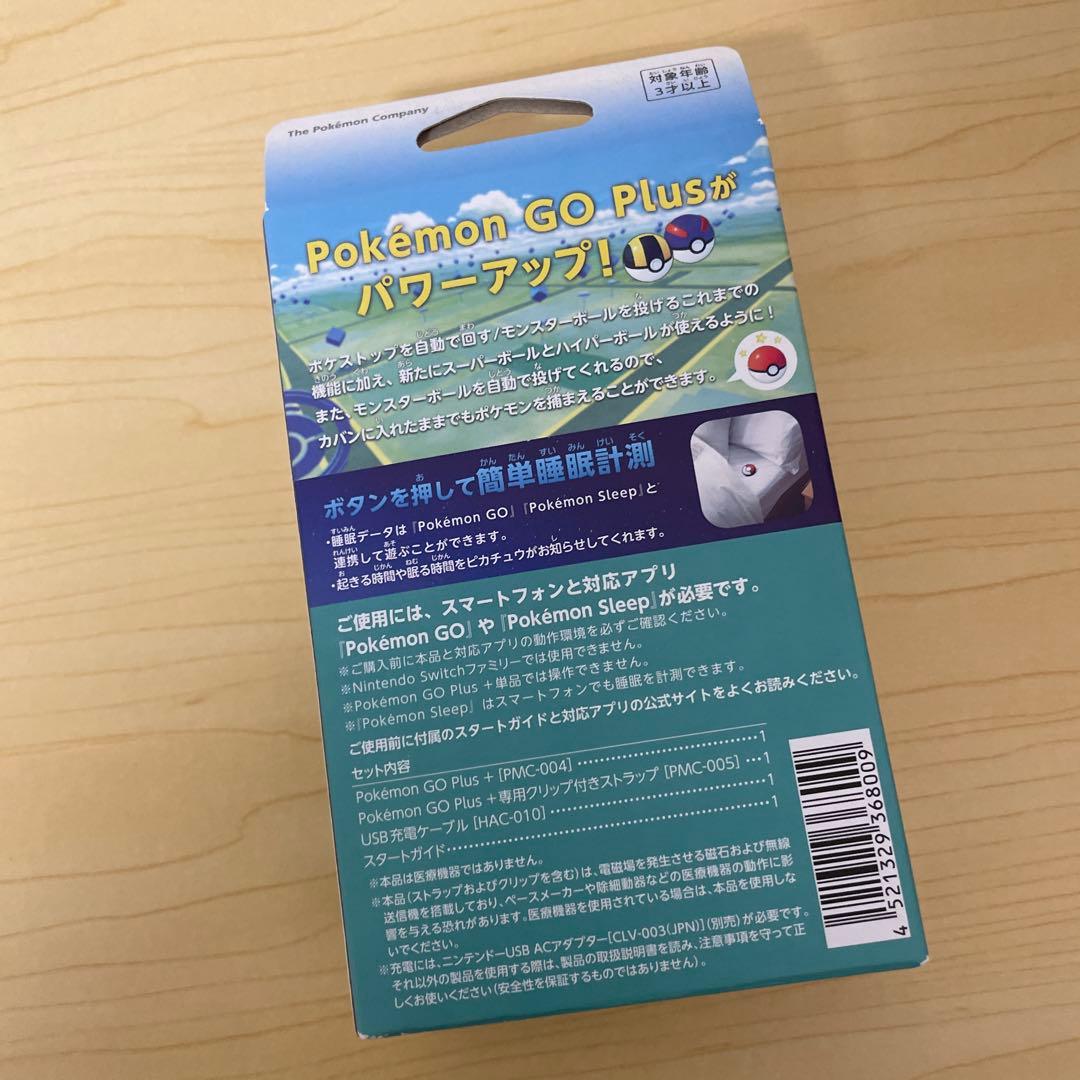 The Pokémon Company
対象年齢
3才以上
Pokémon GO Plusが
パワーアップ!
ポケストップを自動で回す/モンスターボールを投げるこれまでの
機能に加え、新たにスーパーボールとハイパーボールが使えるように!
また、モンスターボールを自動で投げてくれるので、
カバンに入れたままでもポケモンを捕まえることができます。
ボタンを押して簡単睡眠計測
・睡眠データは『Pokémon GO』『Pokémon Sleep』と
連携して遊ぶことができます。
・起きる時間や眠る時間をピカチュウがお知らせしてくれます。
ご使用には、スマートフォンと対応アプリ
『Pokémon GO』や『Pokémon Sleep』が必要です。
※ご購入前に本品と対応アプリの動作環境を必ずご確認ください。
※Nintendo Switchファミリーでは使用できません。
※Pokémon GO Plus +単品では操作できません。
※『Pokémon Sleep』はスマートフォンでも睡眠を計測できます。
ご使用前に付属のスタートガイドと対応アプリの公式サイトをよくお読みください。
セット内容
Pokémon GO Plus + [PMC-004]…………………………1
Pokémon GO Plus +専用クリップ付きストラップ [PMC-005]…1
USB充電ケーブル [HAC-010]…………………………1
スタートガイド…………………………………………1
※本品は医療機器ではありません。
※本品(ストラップおよびクリップを含む)は、電磁場を発生させる磁石および無線
送信機を搭載しており、ペースメーカーや除細動器などの医療機器の動作に影
響を与える恐れがあります。医療機器を使用されている場合は、本品を使用しな
いでください。
※充電には、ニンテンドーUSB ACアダプター[CLV-003(JPN)](別売)が必要です。
それ以外の製品を使用する際は、製品の取扱説明書を読み、注意事項を守って正
しくお使いください(安全性を保証するものではありません)。
4 521329 368009